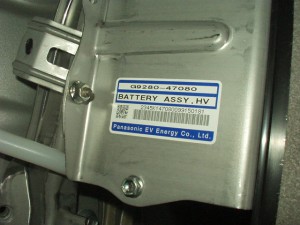 G9280-47080
BATTERY ASSY, HV
Panasonic EV Energy Co., Ltd.